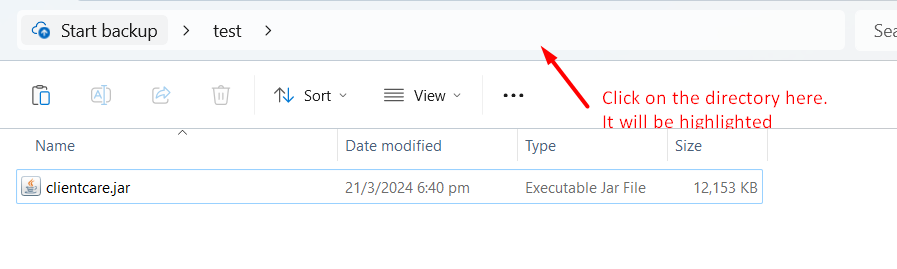 Start backup > test > Sea
Sort View ...
Click on the directory here.
It will be highlighted
Name Date modified Type Size
clientcare.jar 21/3/2024 6:40 pm Executable Jar File 12,153 KB